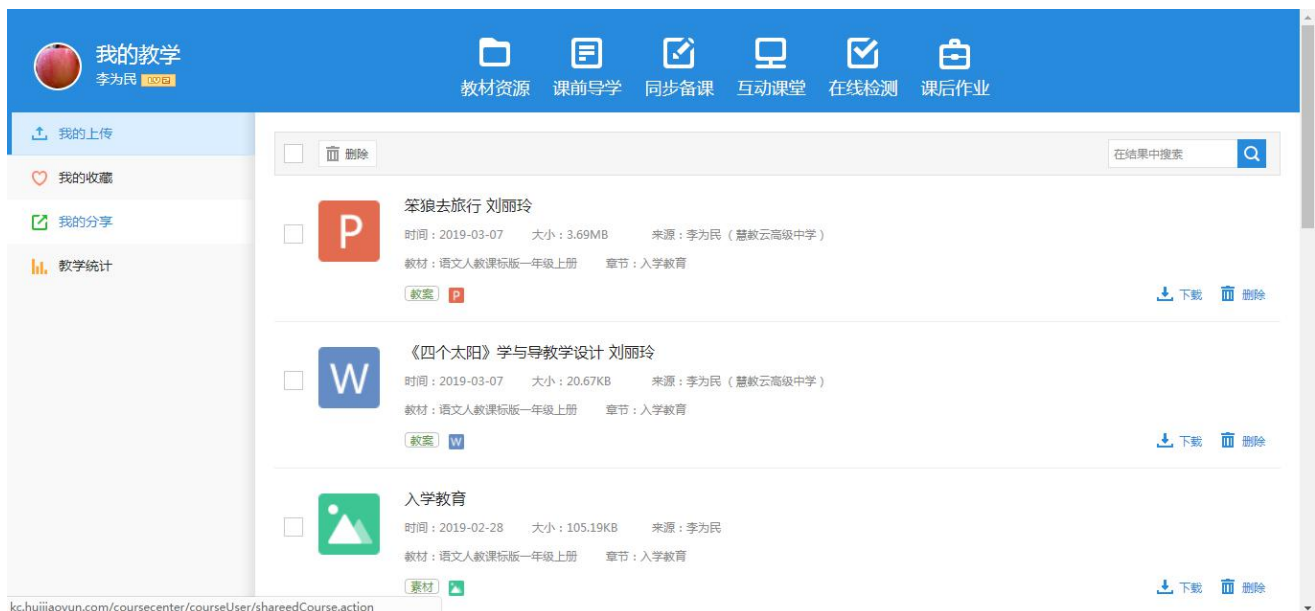 我的教学
李为民
教材资源 课前导学 同步备课 互动课堂 在线检测 课后作业
我的上传
我的收藏
我的分享
教学统计
删除
在结果中搜索
P
笨狼去旅行 刘丽玲
时间：2019-03-07 大小：3.69MB 来源：李为民（慧教云高级中学）
教材：语文人教课标版一年级上册 章节：入学教育
教案 P
下载 删除
W
《四个太阳》学与导教学设计 刘丽玲
时间：2019-03-07 大小：20.67KB 来源：李为民（慧教云高级中学）
教材：语文人教课标版一年级上册 章节：入学教育
教案 W
下载 删除
入学教育
时间：2019-02-28 大小：105.19KB 来源：李为民
教材：语文人教课标版一年级上册 章节：入学教育
素材
下载 删除
kc.huijiaoyun.com/coursecenter/courseUser/shareedCourse.action